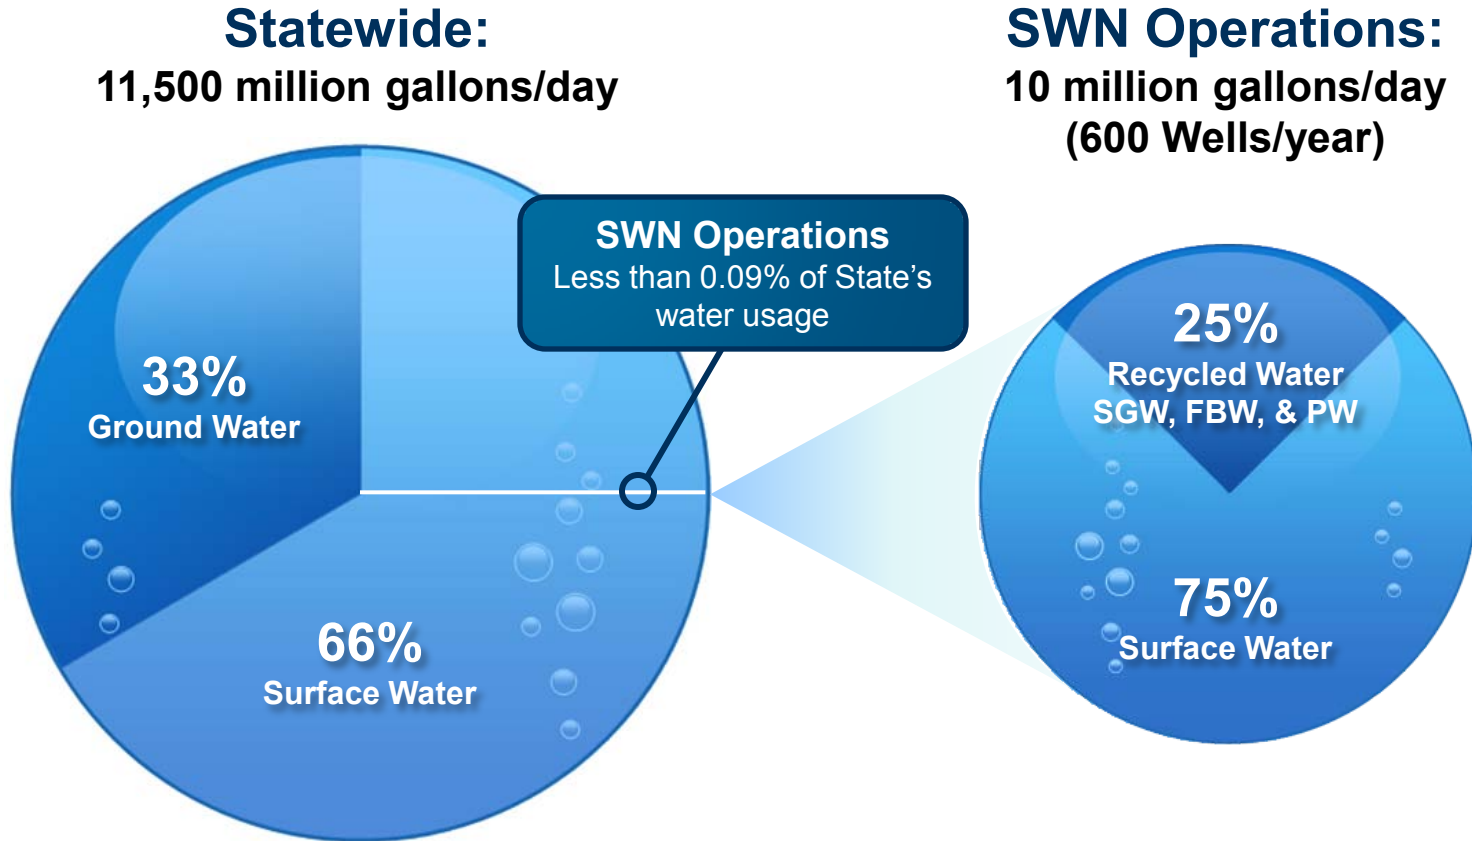 Statewide:
11,500 million gallons/day
SWN Operations:
10 million gallons/day
(600 Wells/year)
SWN Operations
Less than 0.09% of State’s
water usage
33%
Ground Water
66%
Surface Water
25%
Recycled Water
SGW, FBW, & PW
75%
Surface Water